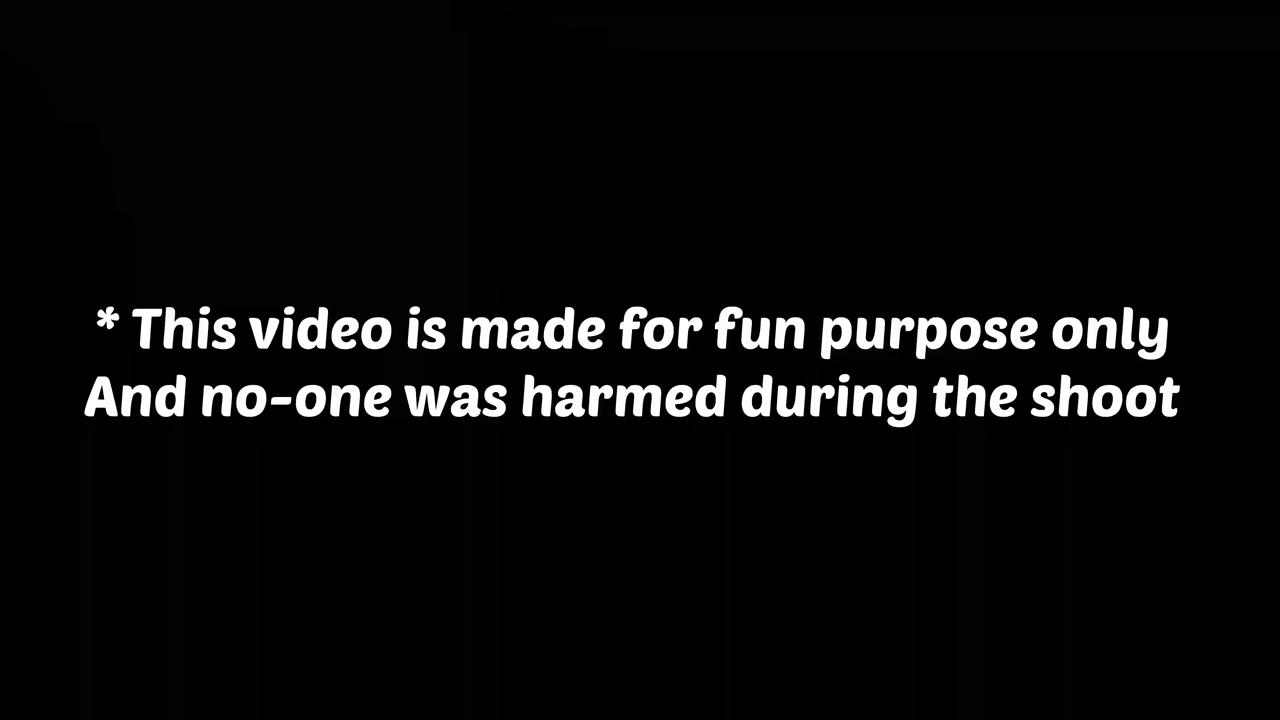 * This video is made for fun purpose only
And no-one was harmed during the shoot